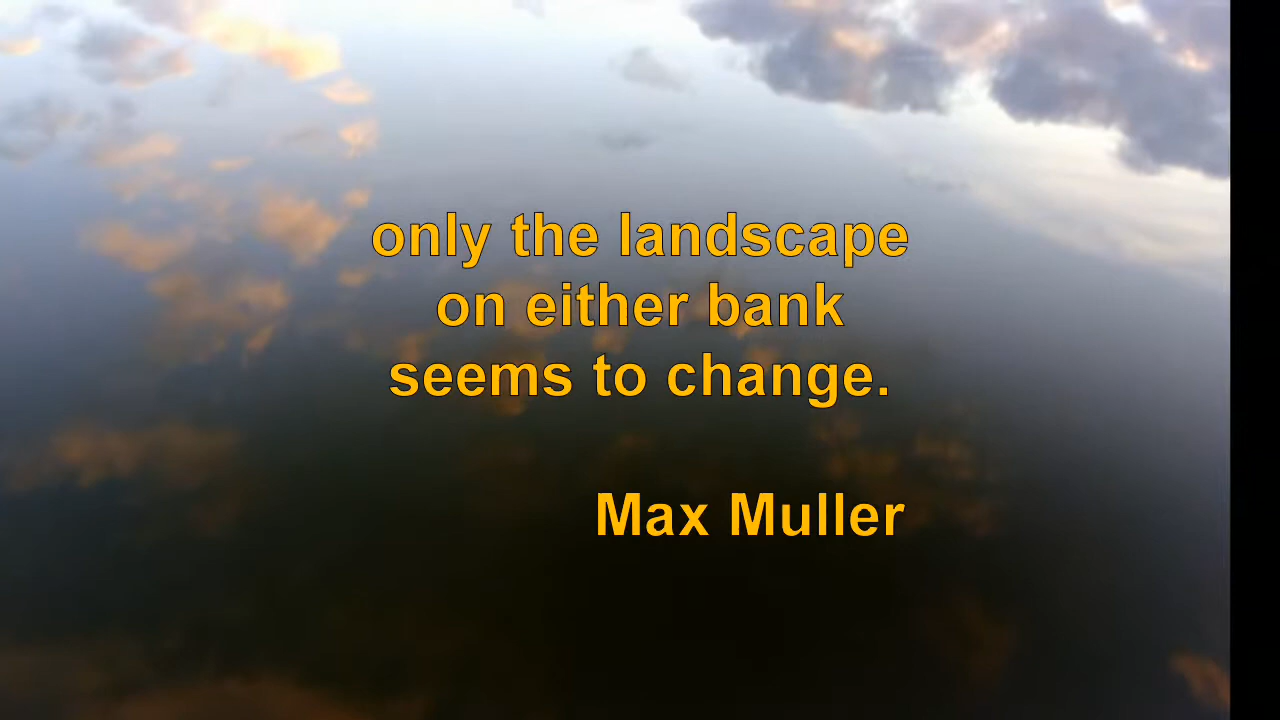 only the landscape
on either bank
seems to change.
Max Muller